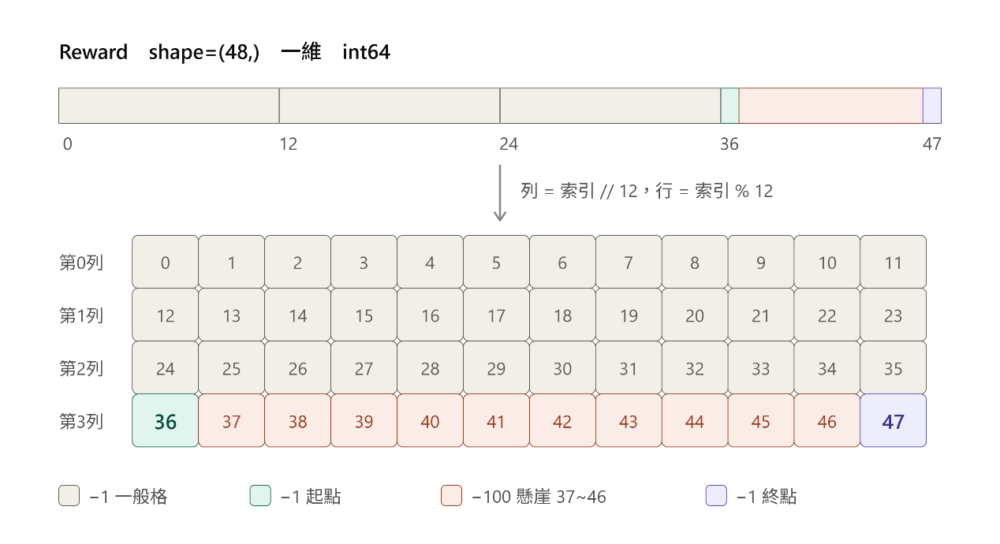 Reward shape=(48,) 一維 int64
0 12 24 36 47
列 = 索引 // 12，行 = 索引 % 12
第0列 0 1 2 3 4 5 6 7 8 9 10 11
第1列 12 13 14 15 16 17 18 19 20 21 22 23
第2列 24 25 26 27 28 29 30 31 32 33 34 35
第3列 36 37 38 39 40 41 42 43 44 45 46 47
−1 一般格 −1 起點 −100 懸崖 37~46 −1 終點